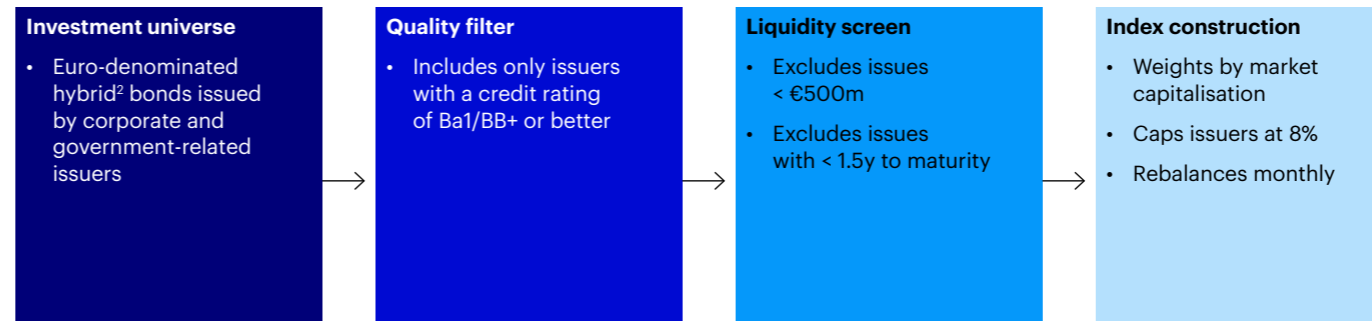 Investment universe
• Euro-denominated
hybrid² bonds issued
by corporate and
government-related
issuers
Quality filter
• Includes only issuers
with a credit rating
of Ba1/BB+ or better
Liquidity screen
• Excludes issues
< €500m
• Excludes issues
with < 1.5y to maturity
Index construction
• Weights by market
capitalisation
• Caps issuers at 8%
• Rebalances monthly